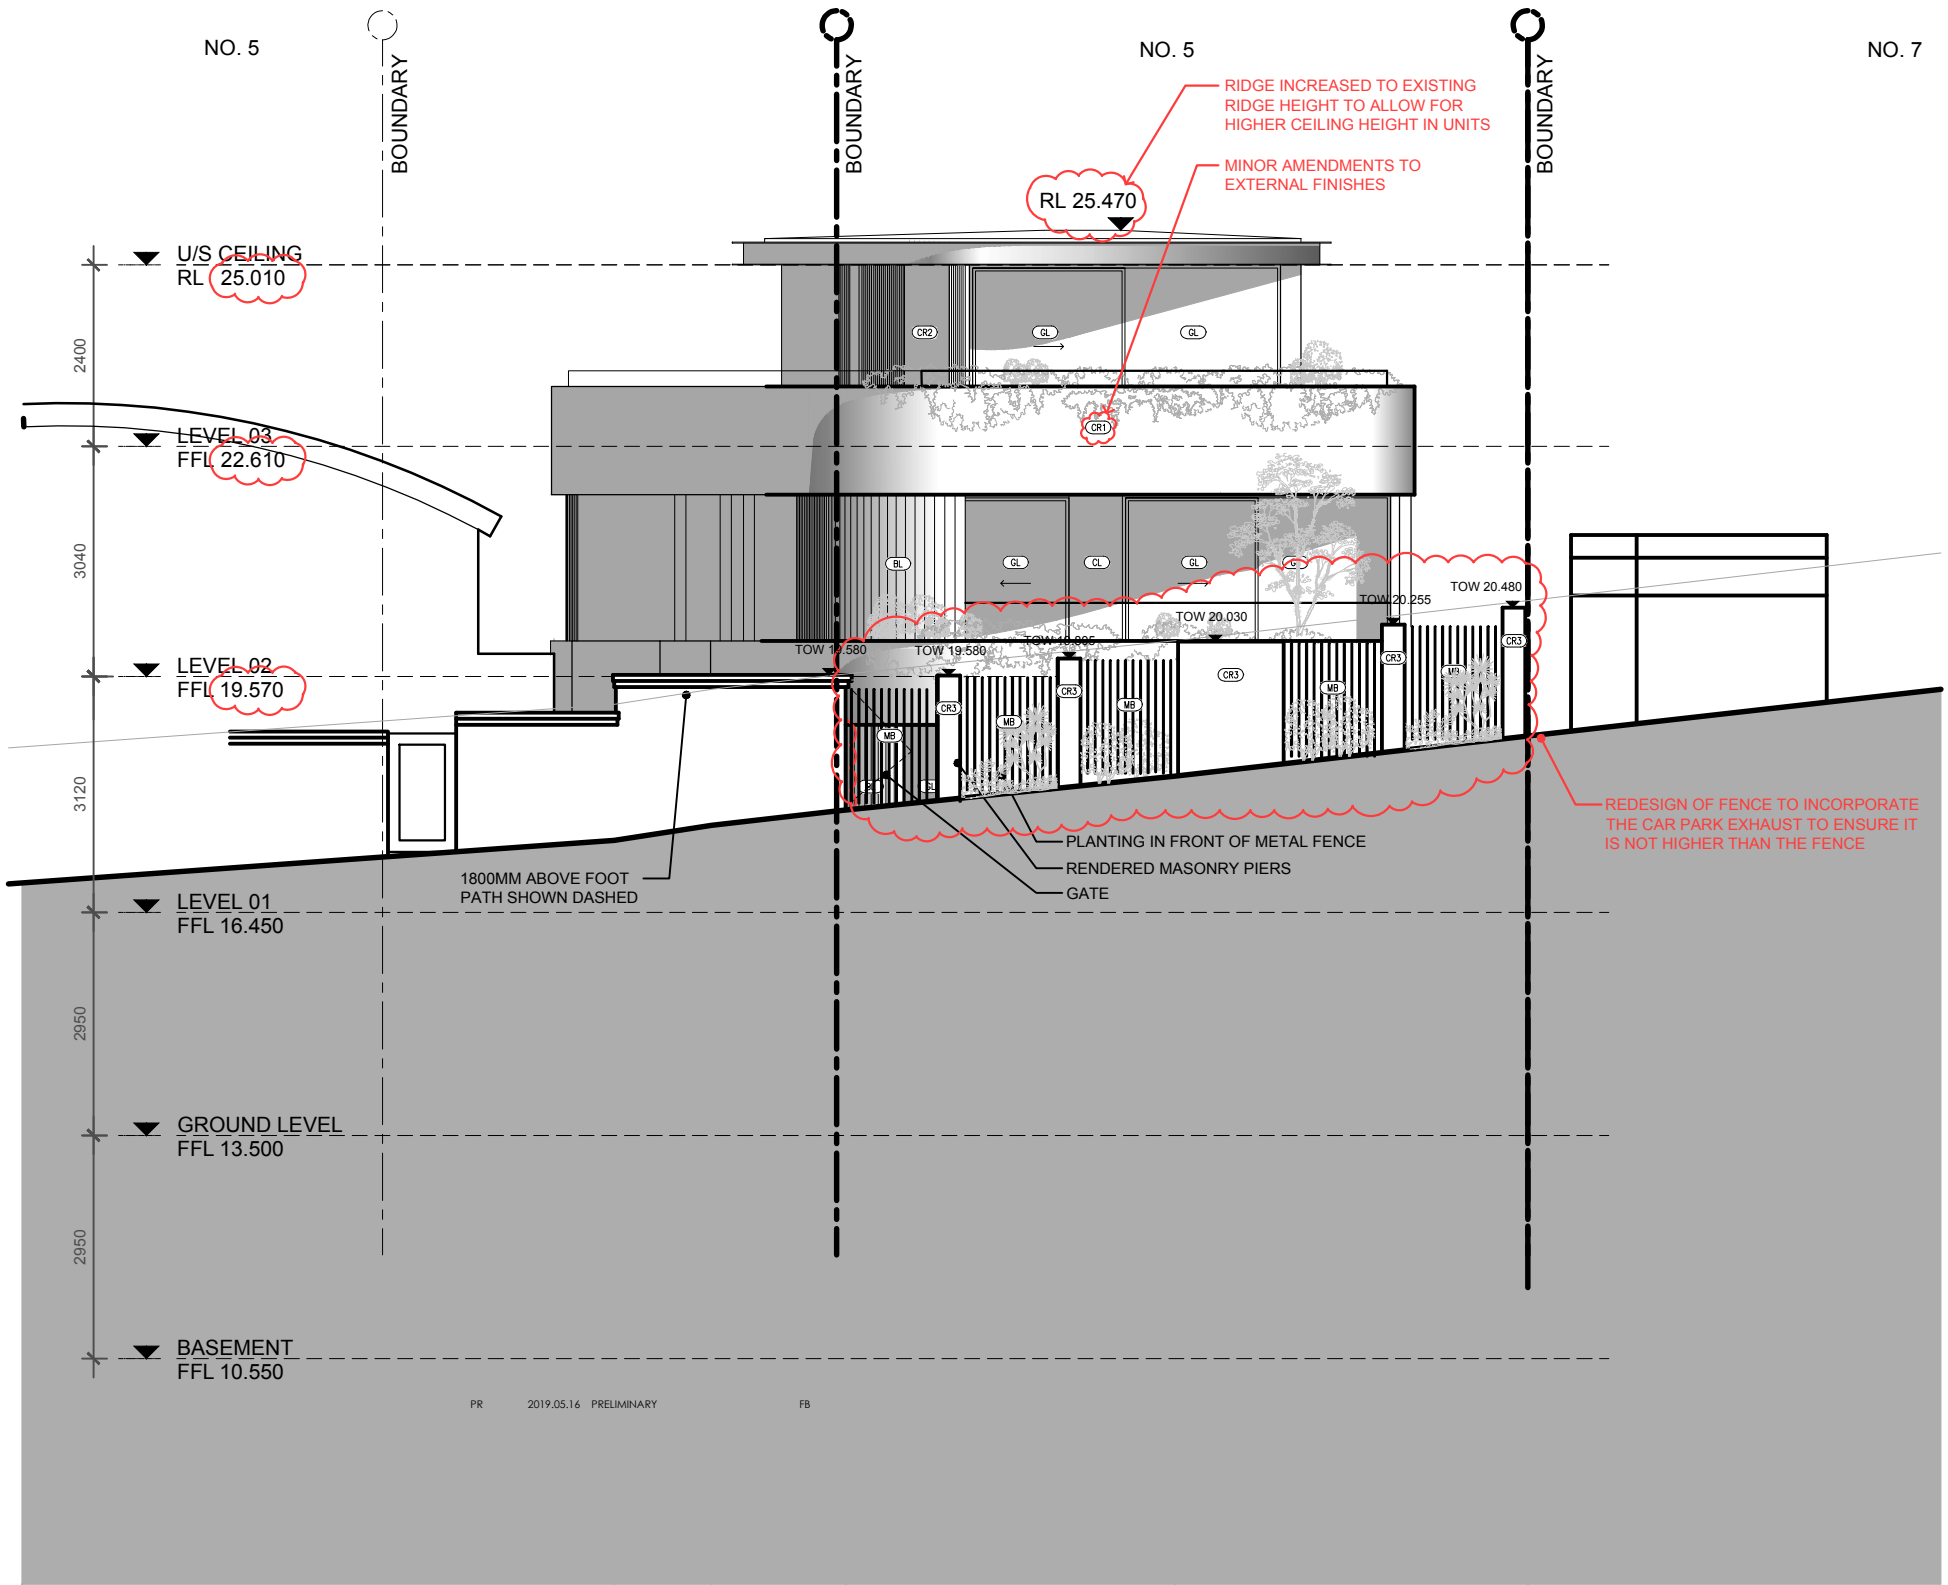 NO. 5
NO. 5
NO. 7
BOUNDARY
BOUNDARY
BOUNDARY
RIDGE INCREASED TO EXISTING
RIDGE HEIGHT TO ALLOW FOR
HIGHER CEILING HEIGHT IN UNITS
MINOR AMENDMENTS TO
EXTERNAL FINISHES
RL 25.470
U/S CEILING
RL 25.010
2400
CR2
GL
GL
CR1
LEVEL 03
FFL 22.610
3040
BL
GL
CL
GL
TOW 20.480
TOW 20.255
TOW 20.030
TOW 19.580
TOW 19.580
LEVEL 02
FFL 19.570
CR3
CR3
CR3
CR3
CR3
MB
MB
MB
MB
MB
3120
REDESIGN OF FENCE TO INCORPORATE
THE CAR PARK EXHAUST TO ENSURE IT
IS NOT HIGHER THAN THE FENCE
PLANTING IN FRONT OF METAL FENCE
RENDERED MASONRY PIERS
GATE
1800MM ABOVE FOOT
PATH SHOWN DASHED
LEVEL 01
FFL 16.450
2950
GROUND LEVEL
FFL 13.500
2950
BASEMENT
FFL 10.550
PR 2019.05.16 PRELIMINARY FB